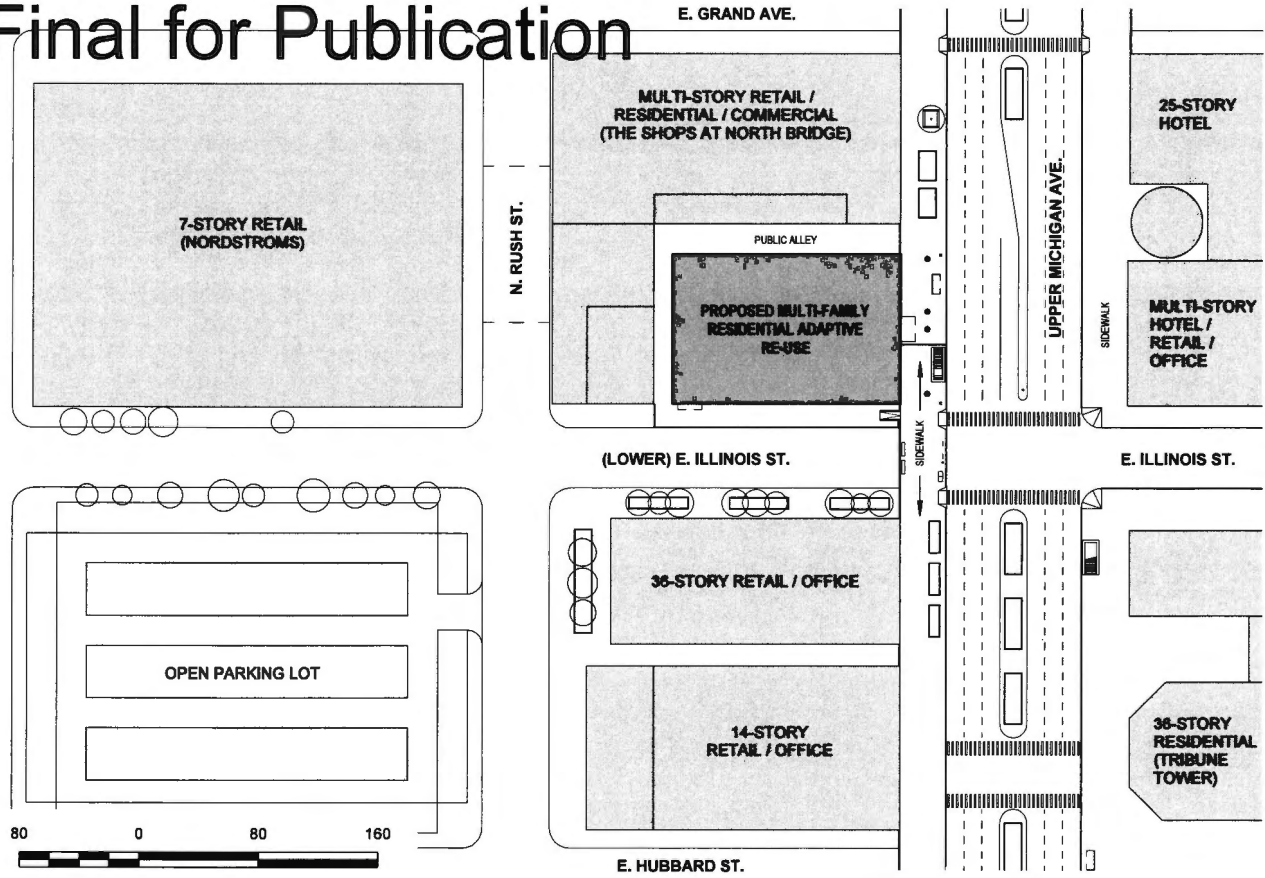 Final for Publication
E. GRAND AVE.
MULTI-STORY RETAIL /
RESIDENTIAL / COMMERCIAL
(THE SHOPS AT NORTH BRIDGE)
25-STORY
HOTEL
7-STORY RETAIL
(NORDSTROMS)
N. RUSH ST.
PUBLIC ALLEY
UPPER MICHIGAN AVE.
PROPOSED MULTI-FAMILY
RESIDENTIAL ADAPTIVE
RE-USE
SIDEWALK
MULTI-STORY
HOTEL /
RETAIL /
OFFICE
SIDEWALK
(LOWER) E. ILLINOIS ST.
E. ILLINOIS ST.
36-STORY RETAIL / OFFICE
OPEN PARKING LOT
14-STORY
RETAIL / OFFICE
36-STORY
RESIDENTIAL
(TRIBUNE
TOWER)
80 0 80 160
E. HUBBARD ST.